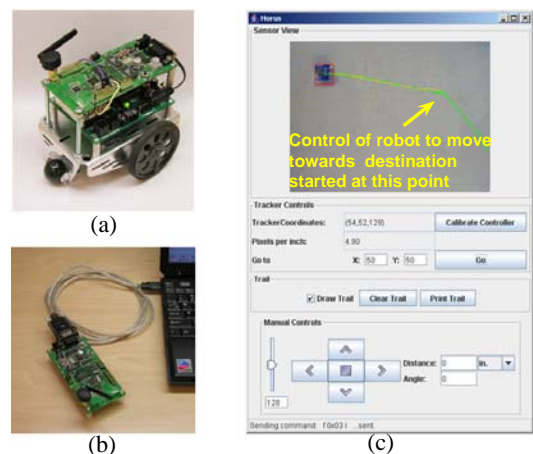 (a)
(b)
Horus
Sensor View
Control of robot to move
towards destination
started at this point
Tracker Controls
TrackerCoordinates: (54,52,129) Calibrate Controller
Pixels per inch: 4.90
Go to X: 50 Y: 50 Go
Trail
Draw Trail Clear Trail Print Trail
Manual Controls
Distance: 0 in.
Angle: 0
128
Sending command: f 0x03 i ...sent.
(c)